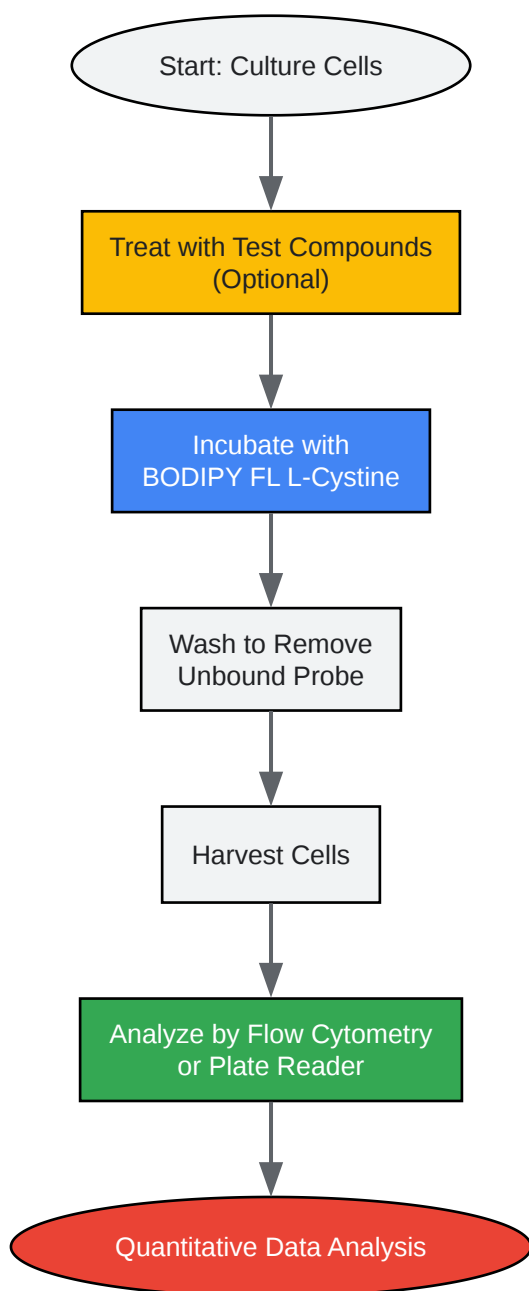 Start: Culture Cells
Treat with Test Compounds
(Optional)
Incubate with
BODIPY FL L-Cystine
Wash to Remove
Unbound Probe
Harvest Cells
Analyze by Flow Cytometry
or Plate Reader
Quantitative Data Analysis